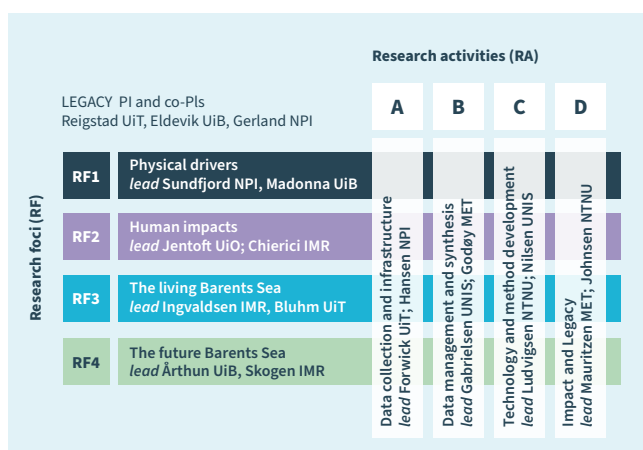 Research activities (RA)
LEGACY PI and co-PIs
Reigstad UiT, Eldevik UiB, Gerland NPI
A
B
C
D
Research foci (RF)
RF1
Physical drivers
lead Sundfjord NPI, Madonna UiB
RF2
Human impacts
lead Jentoft UiO; Chierici IMR
RF3
The living Barents Sea
lead Ingvaldsen IMR, Bluhm UiT
RF4
The future Barents Sea
lead Årthun UiB, Skogen IMR
Data collection and infrastructure
lead Forwick UiT; Hansen NPI
Data management and synthesis
lead Gabrielsen UNIS; Godøy MET
Technology and method development
lead Ludvigsen NTNU; Nilsen UNIS
Impact and Legacy
lead Mauritzen MET; Johnsen NTNU